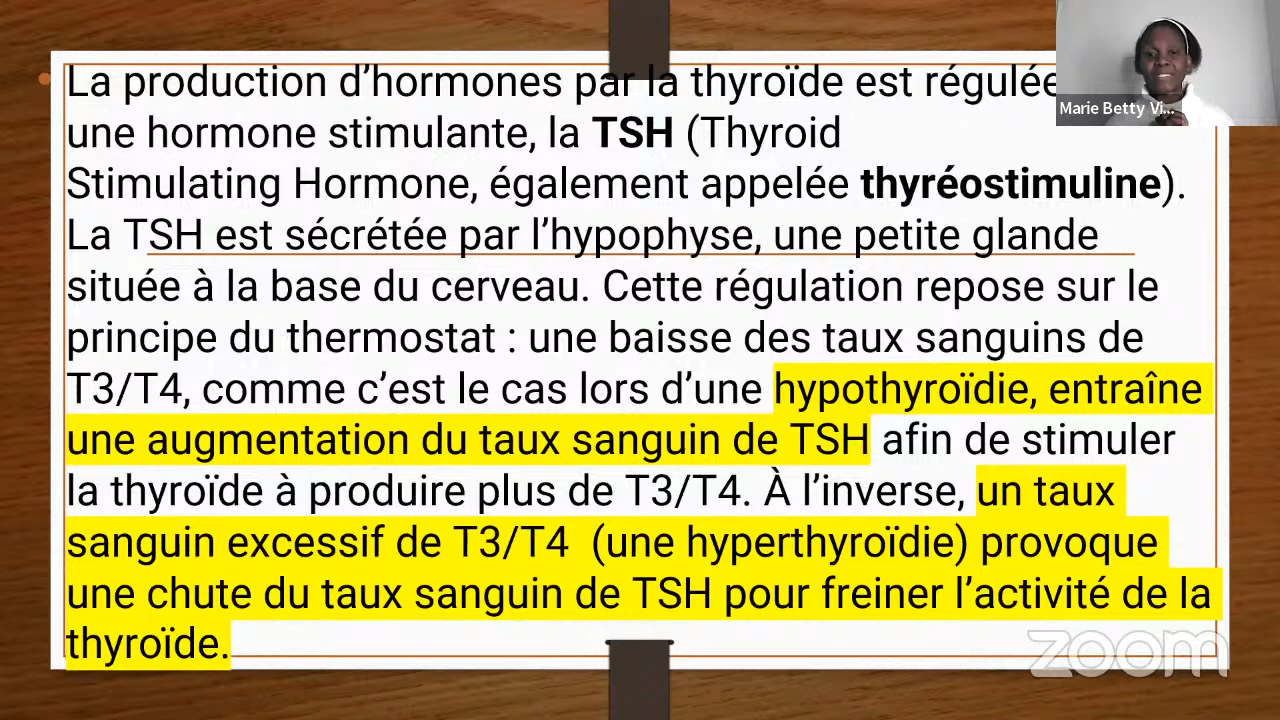 La production d’hormones par la thyroïde est régulée
une hormone stimulante, la TSH (Thyroid
Stimulating Hormone, également appelée thyréostimuline).
La TSH est sécrétée par l’hypophyse, une petite glande
située à la base du cerveau. Cette régulation repose sur le
principe du thermostat : une baisse des taux sanguins de
T3/T4, comme c’est le cas lors d’une hypothyroïdie, entraîne
une augmentation du taux sanguin de TSH afin de stimuler
la thyroïde à produire plus de T3/T4. À l’inverse, un taux
sanguin excessif de T3/T4 (une hyperthyroïdie) provoque
une chute du taux sanguin de TSH pour freiner l’activité de la
thyroïde.
Marie Betty Vi...
zoom